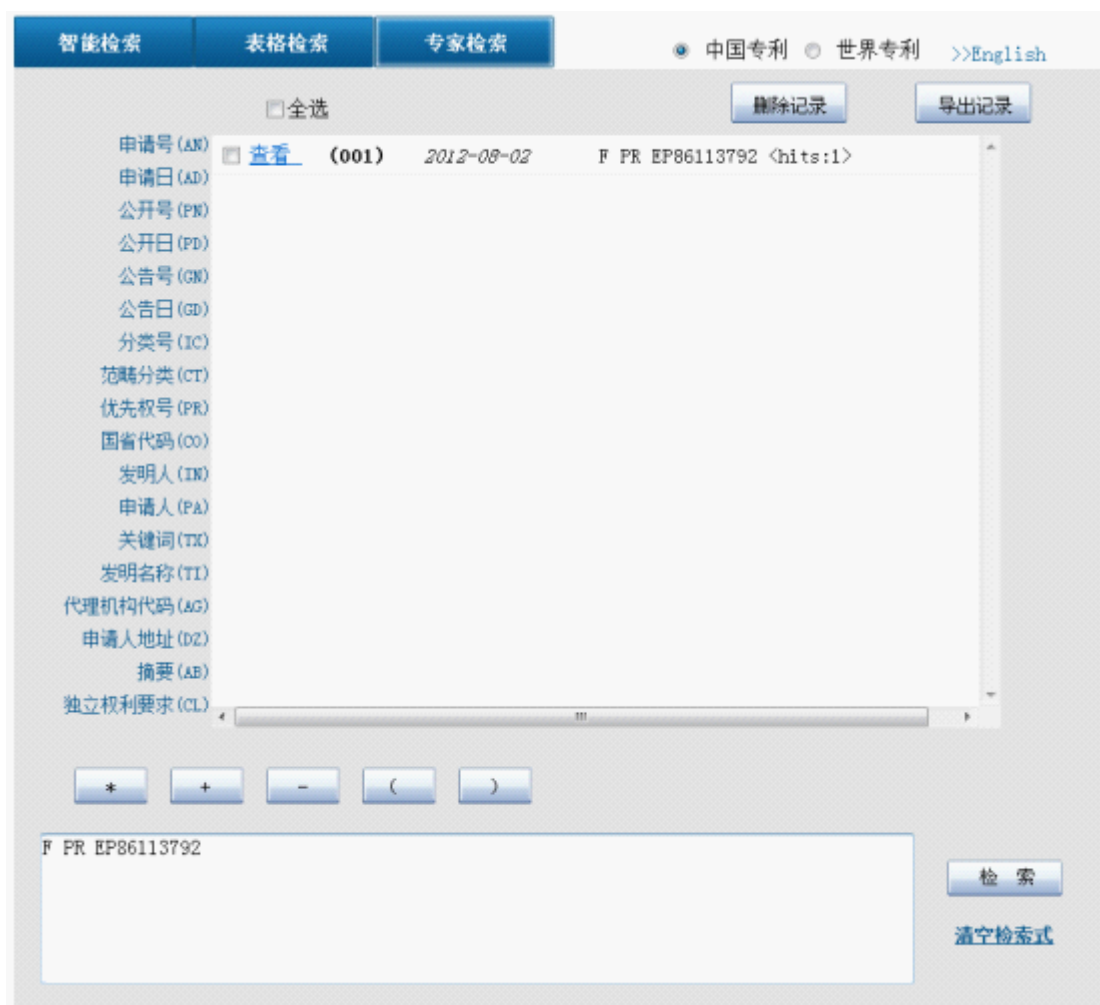 智能检索 表格检索 专家检索 中国专利 世界专利 >>English
全选 删除记录 导出记录
申请号(AN)
查看 (001) 2012-08-02 F PR EP86113792 <hits:1>
申请日(AD)
公开号(PN)
公开日(PD)
公告号(GN)
公告日(GD)
分类号(IC)
范畴分类(CT)
优先权号(PR)
国省代码(CO)
发明人(IN)
申请人(PA)
关键词(TX)
发明名称(TI)
代理机构代码(AG)
申请人地址(DZ)
摘要(AB)
独立权利要求(CL)
* + - ( )
F PR EP86113792
检 索
清空检索式